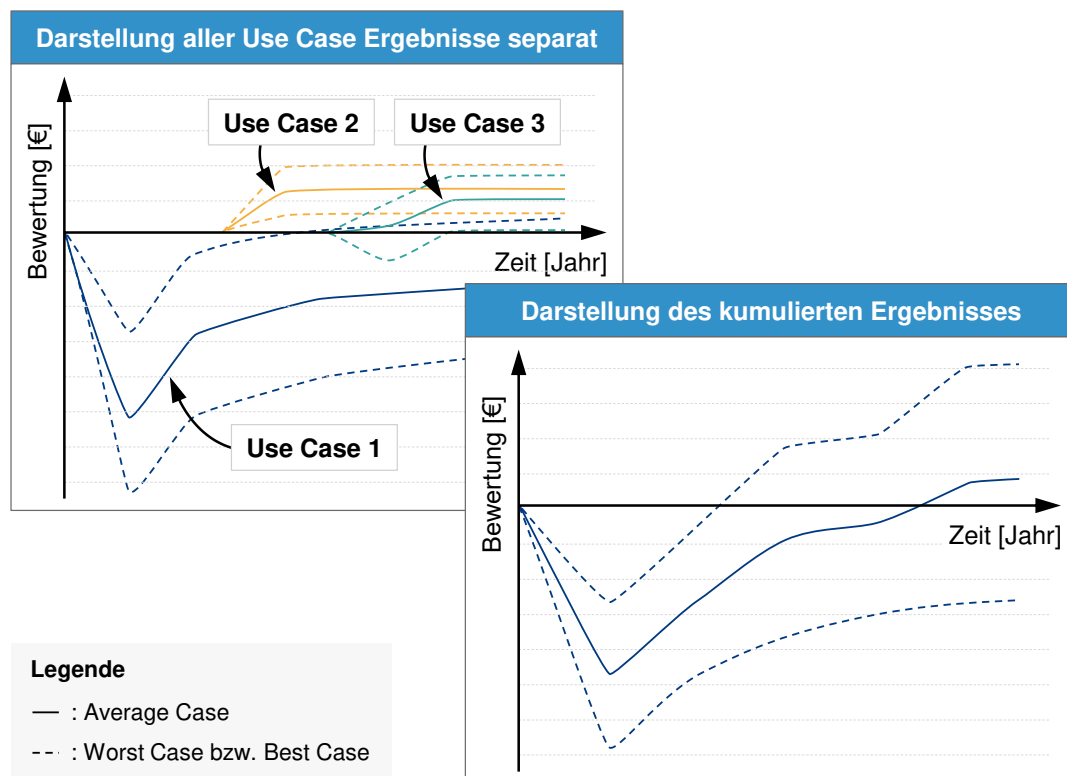 Darstellung aller Use Case Ergebnisse separat
Bewertung [€]
Use Case 2
Use Case 3
Zeit [Jahr]
Use Case 1
Darstellung des kumulierten Ergebnisses
Bewertung [€]
Zeit [Jahr]
Legende
: Average Case
: Worst Case bzw. Best Case